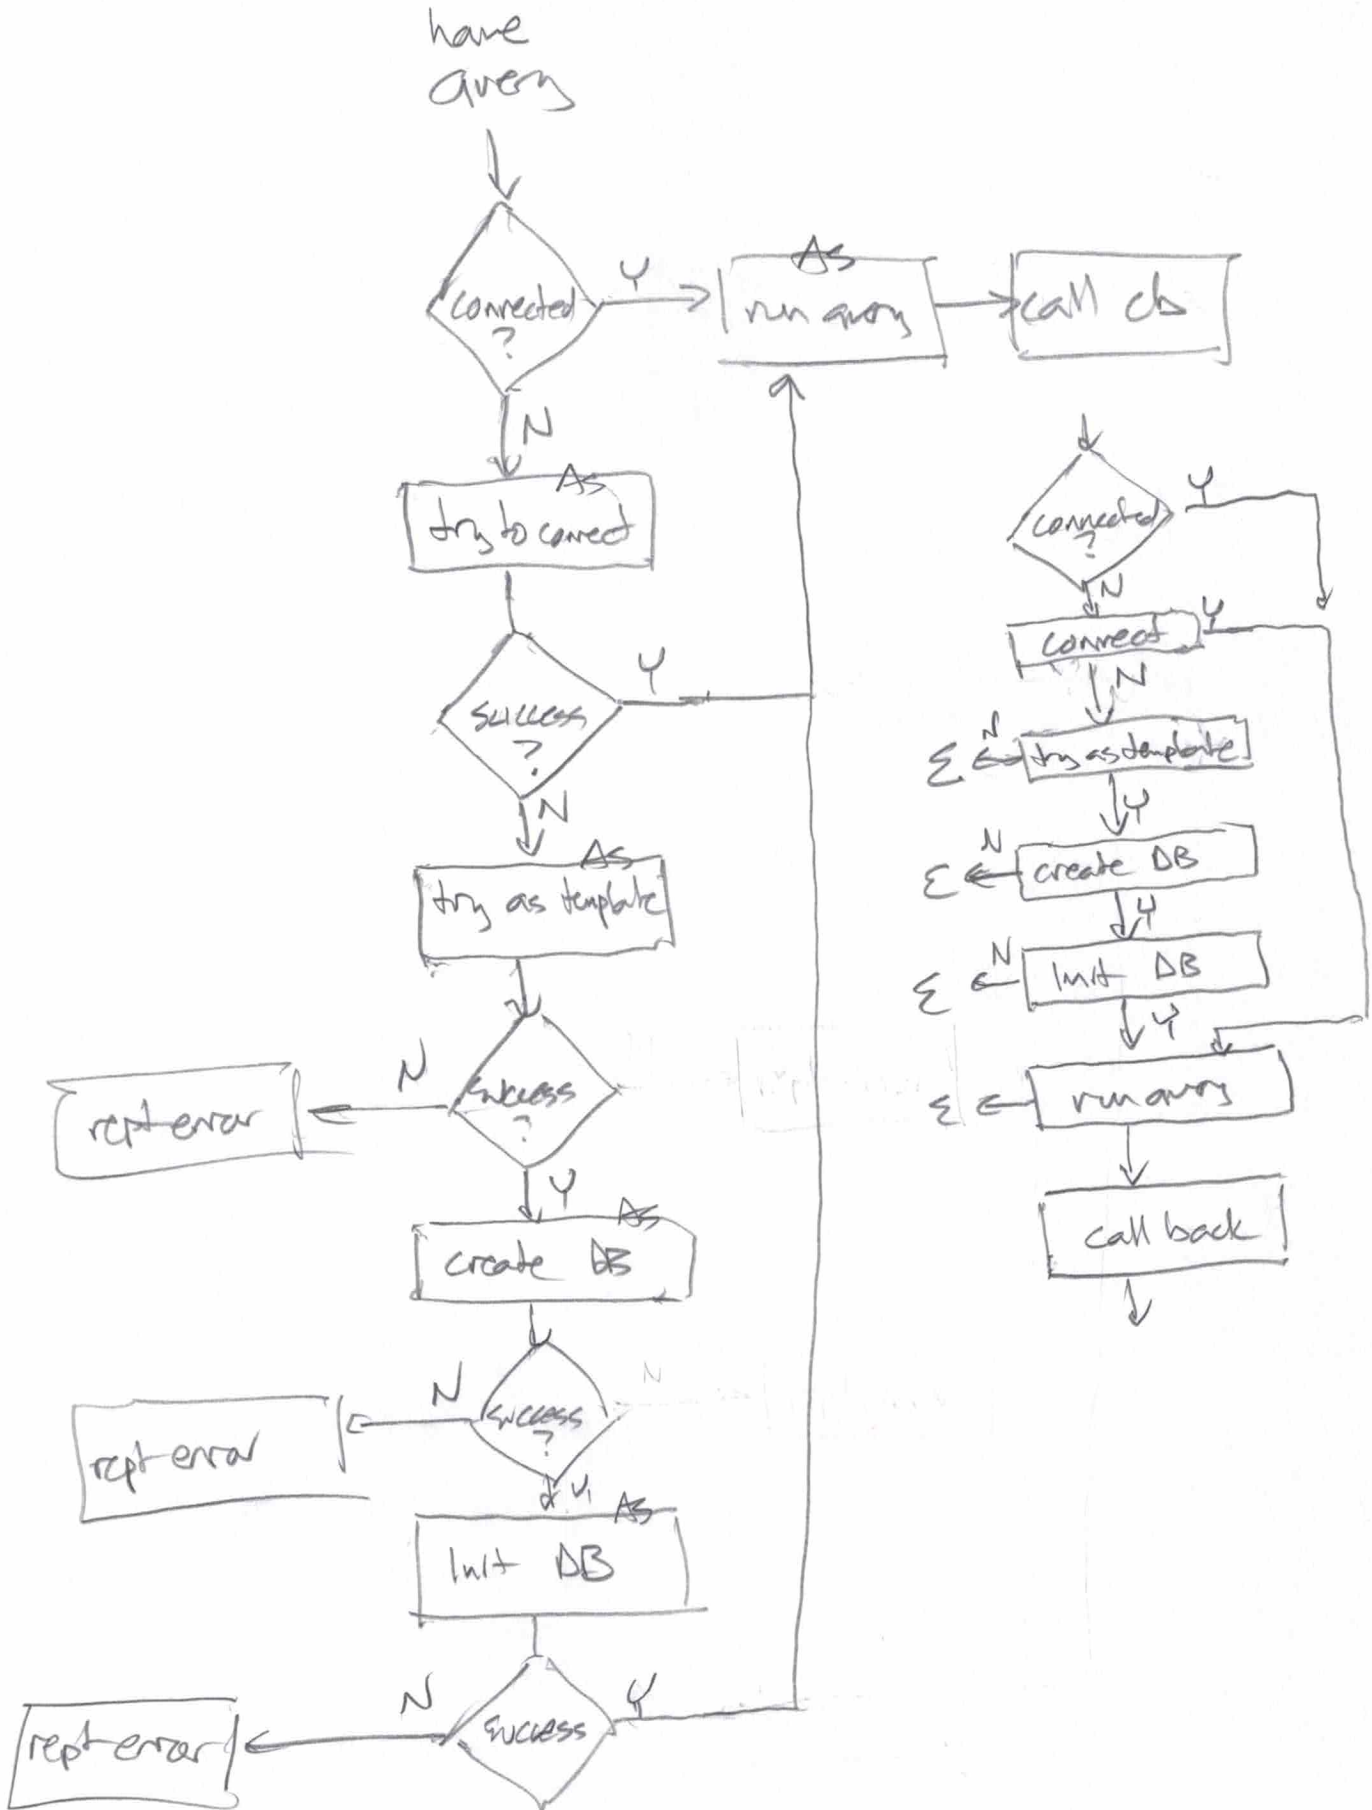 have
query
connected
?
Y
As
run query
call cb
N
As
try to connect
success
?
Y
N
As
try as template
success
?
N
rept error
Y
As
create DB
success
?
N
N
rept error
Y
As
Init DB
success
N
Y
rept error
connected
?
Y
N
connect
Y
N
try as template
N
Σ
Y
create DB
N
Σ
Y
Init DB
N
Σ
Y
run query
Σ
call back